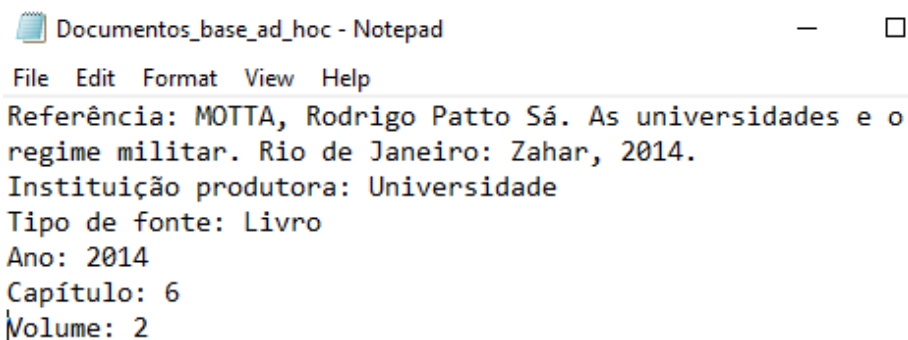 Documentos_base_ad_hoc - Notepad
File Edit Format View Help
Referência: MOTTA, Rodrigo Patto Sá. As universidades e o
regime militar. Rio de Janeiro: Zahar, 2014.
Instituição produtora: Universidade
Tipo de fonte: Livro
Ano: 2014
Capítulo: 6
Volume: 2